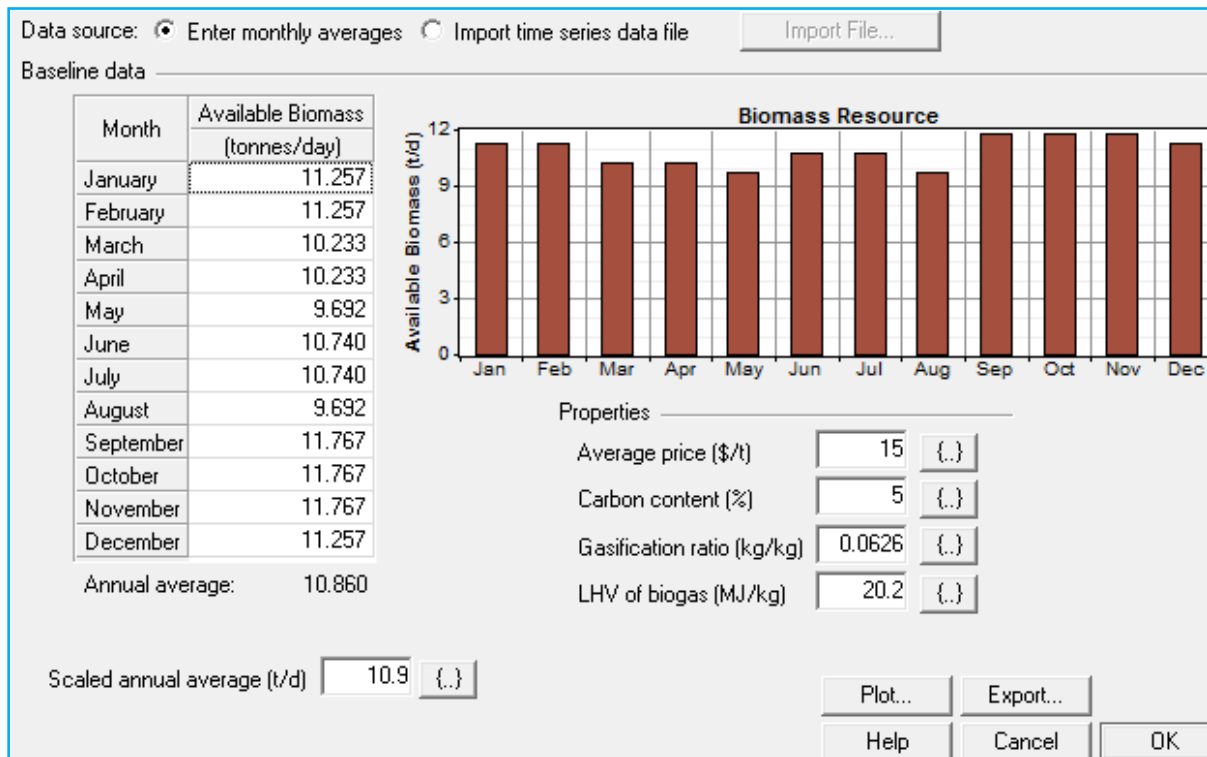 Data source: Enter monthly averages Import time series data file Import File...
Baseline data
Month Available Biomass
(tonnes/day)
January 11.257
February 11.257
March 10.233
April 10.233
May 9.692
June 10.740
July 10.740
August 9.692
September 11.767
October 11.767
November 11.767
December 11.257
Annual average: 10.860
Biomass Resource
Available Biomass (t/d)
12
9
6
3
0
Jan Feb Mar Apr May Jun Jul Aug Sep Oct Nov Dec
Properties
Average price ($/t) 15 {..}
Carbon content (%) 5 {..}
Gasification ratio (kg/kg) 0.0626 {..}
LHV of biogas (MJ/kg) 20.2 {..}
Scaled annual average (t/d) 10.9 {..}
Plot... Export...
Help Cancel OK